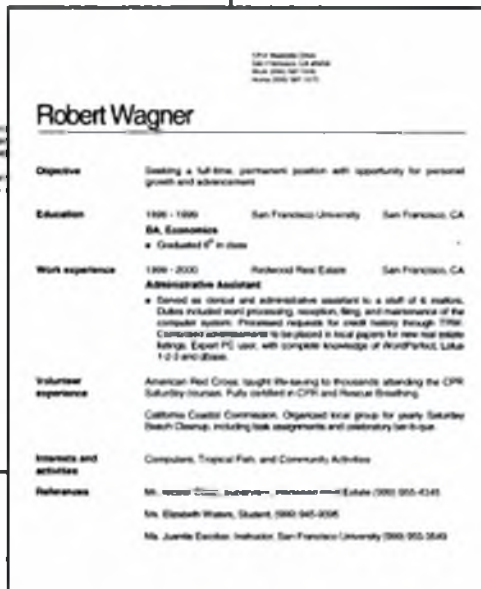 Robert Wagner
Objective Seeking a full-time, permanent position with opportunity for personal
growth and advancement
Education 1996 - 1999 San Francisco University San Francisco, CA
BA, Economics
Graduated 6th in class
Work experience 1999 - 2000 Redwood Real Estate San Francisco, CA
Administrative Assistant
Served as clerical and administrative assistant to a staff of 6 realtors.
Duties included word processing, reception, filing, and maintenance of the
computer system. Processed requests for credit history through TRW.
to be placed in local papers for new real estate
listings. Expert PC user, with complete knowledge of WordPerfect, Lotus
1-2-3 and dBase.
Volunteer American Red Cross, taught life-saving to thousands attending the CPR
experience Saturday courses. Fully certified in CPR and Rescue Breathing.
California Coastal Commission. Organized local group for yearly Saturday
Beach Cleanup, including task assignments and celebratory bar-b-que.
Interests and Computers, Tropical Fish, and Community Activities
activities
References Mr. Estate
Ms. Elizabeth Waters, Student,
Ms. Juanita Escobar, Instructor, San Francisco University